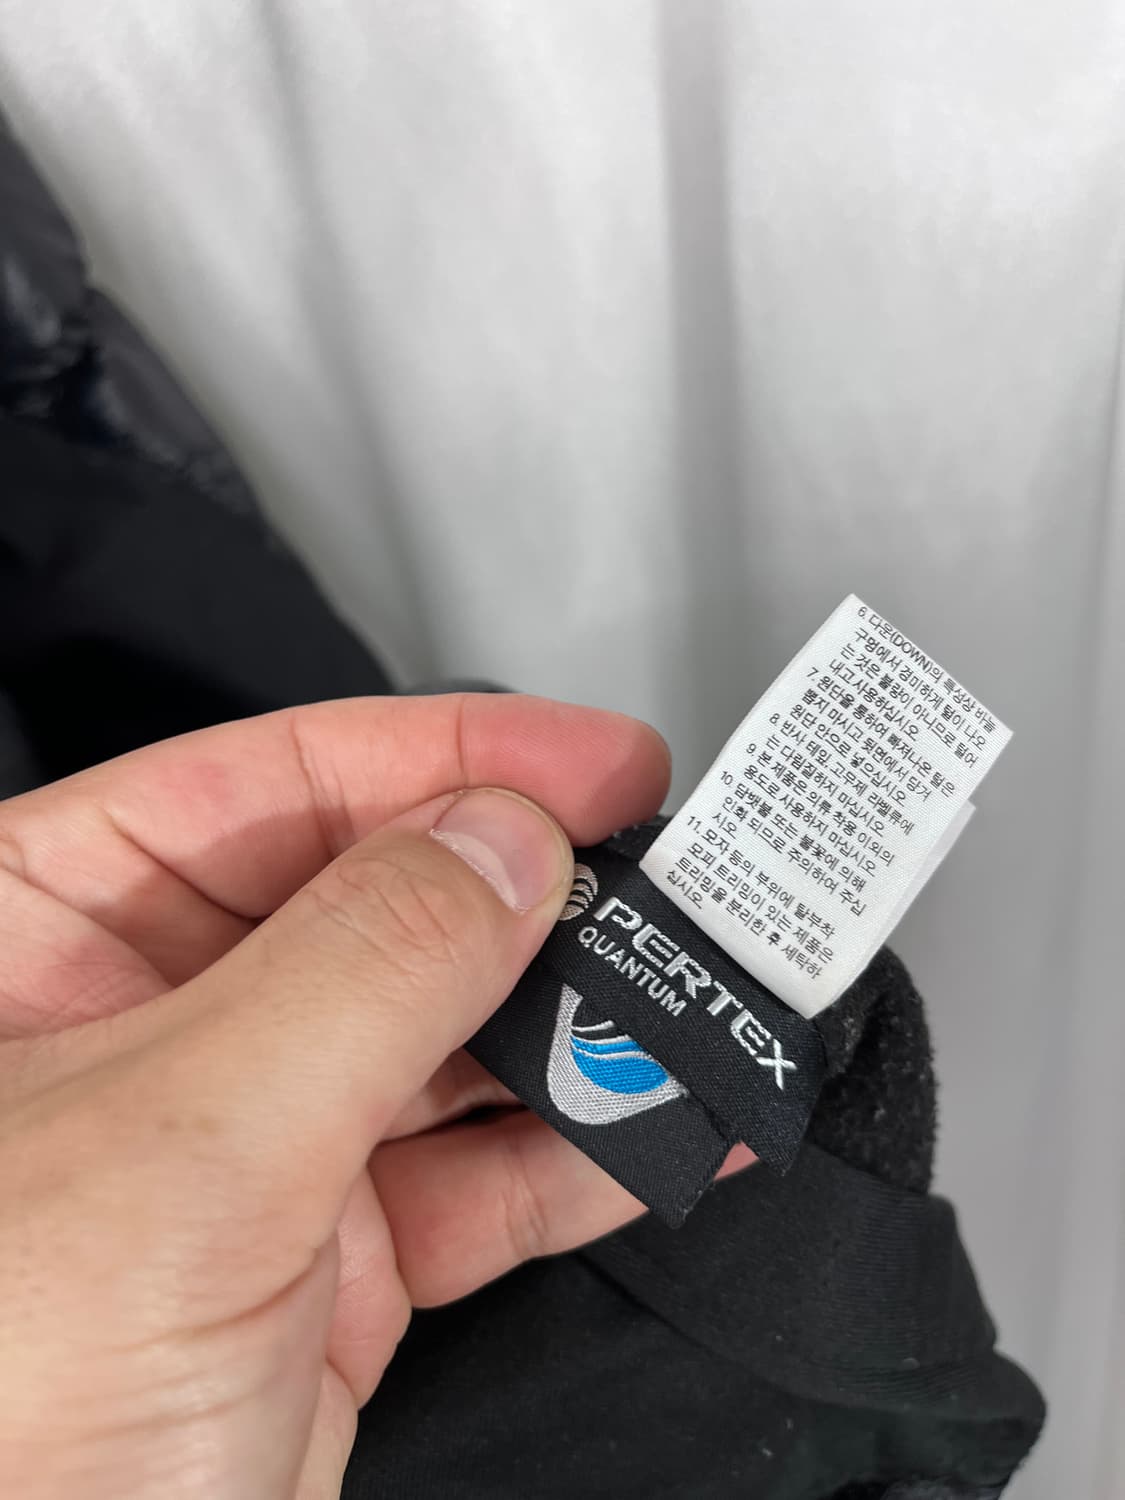 6. 다운(DOWN)의 특성상 바늘
구멍에서 경미하게 털이 나오
는 것은 불량이 아니므로 털어
내고 사용하십시오
7. 원단을 통하여 빠져나온 털은
뽑지 마시고 뒷면에서 당겨
원단 안으로 넣으십시오
8. 반사 테잎, 고무제 라벨류에
는 다림질하지 마십시오
9. 본 제품은 의류 착용 이외의
용도로 사용하지 마십시오
10. 담뱃불 또는 불꽃에 의해
인화 되므로 주의하여 주십
시오
11. 모자 등의 부위에 탈부착
모피 트리밍이 있는 제품은
트리밍을 분리한 후 세탁하
십시오
PERTEX
QUANTUM